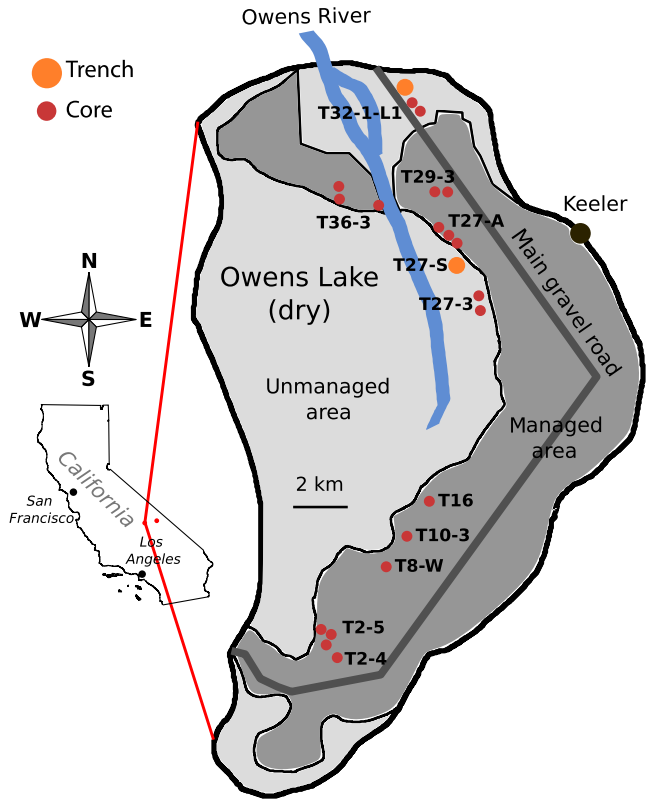 Owens River
Trench
Core
T32-1-L1
T29-3
Keeler
T36-3
T27-A
T27-S
Main gravel road
Owens Lake
(dry)
T27-3
N
W
E
S
Unmanaged
area
Managed
area
California
2 km
T16
San
Francisco
T10-3
Los
Angeles
T8-W
T2-5
T2-4